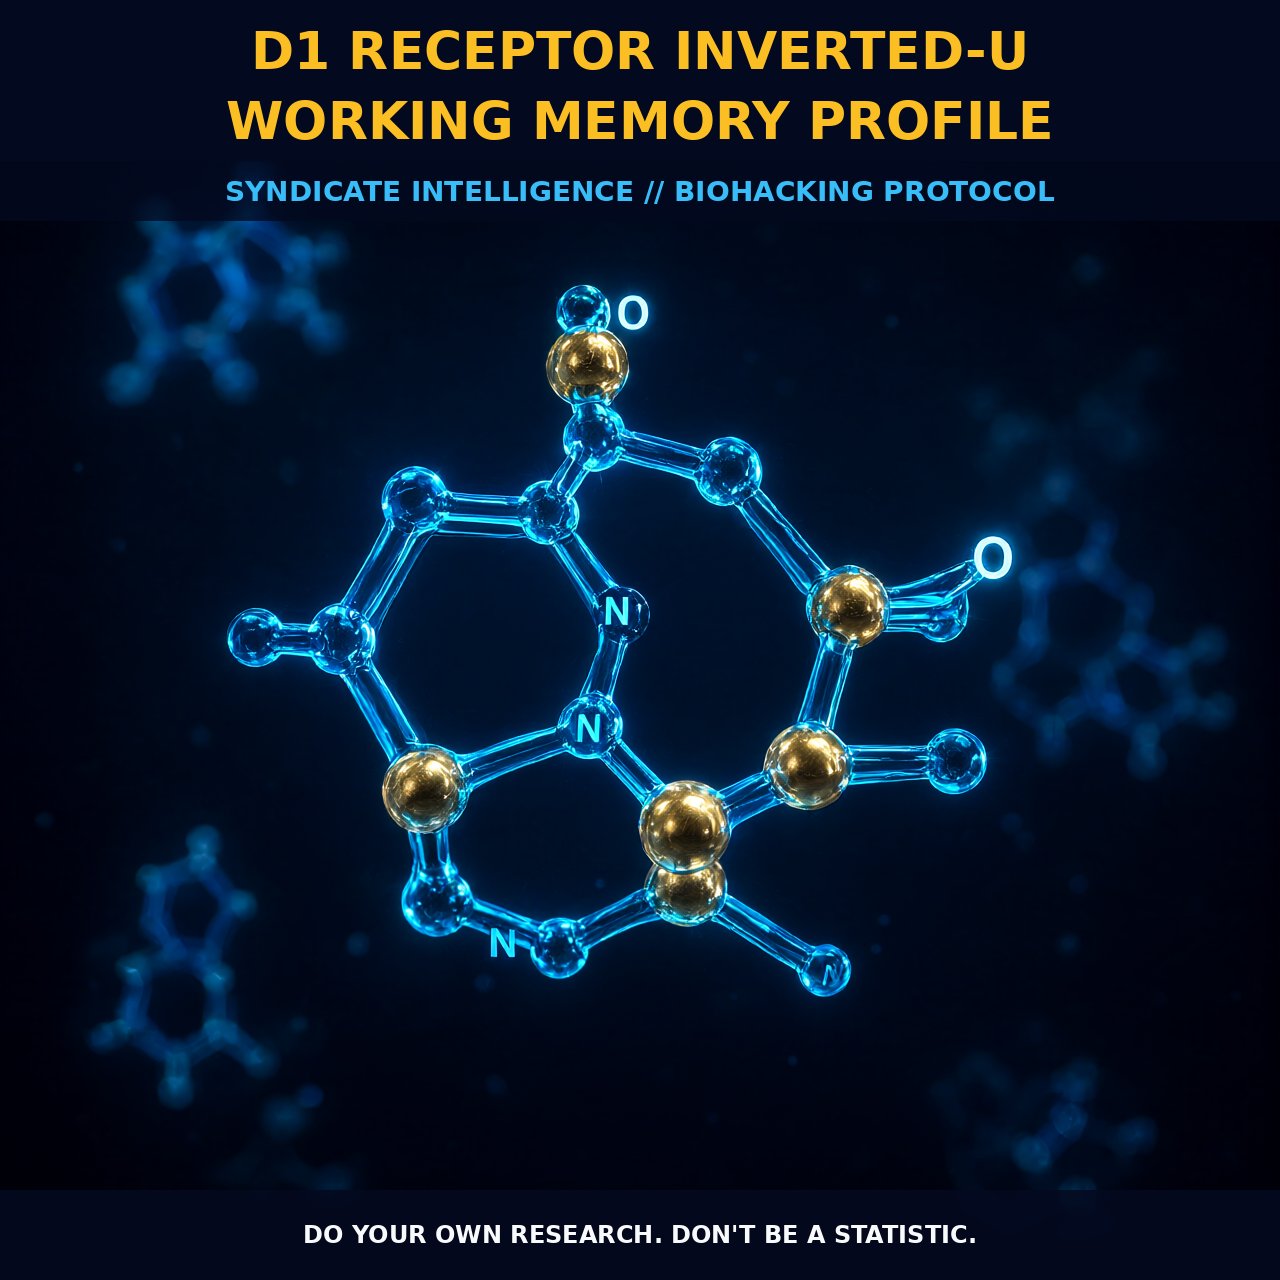 D1 RECEPTOR INVERTED-U
WORKING MEMORY PROFILE
SYNDICATE INTELLIGENCE // BIOHACKING PROTOCOL
O
O
N
N
N
N
DO YOUR OWN RESEARCH. DON'T BE A STATISTIC.